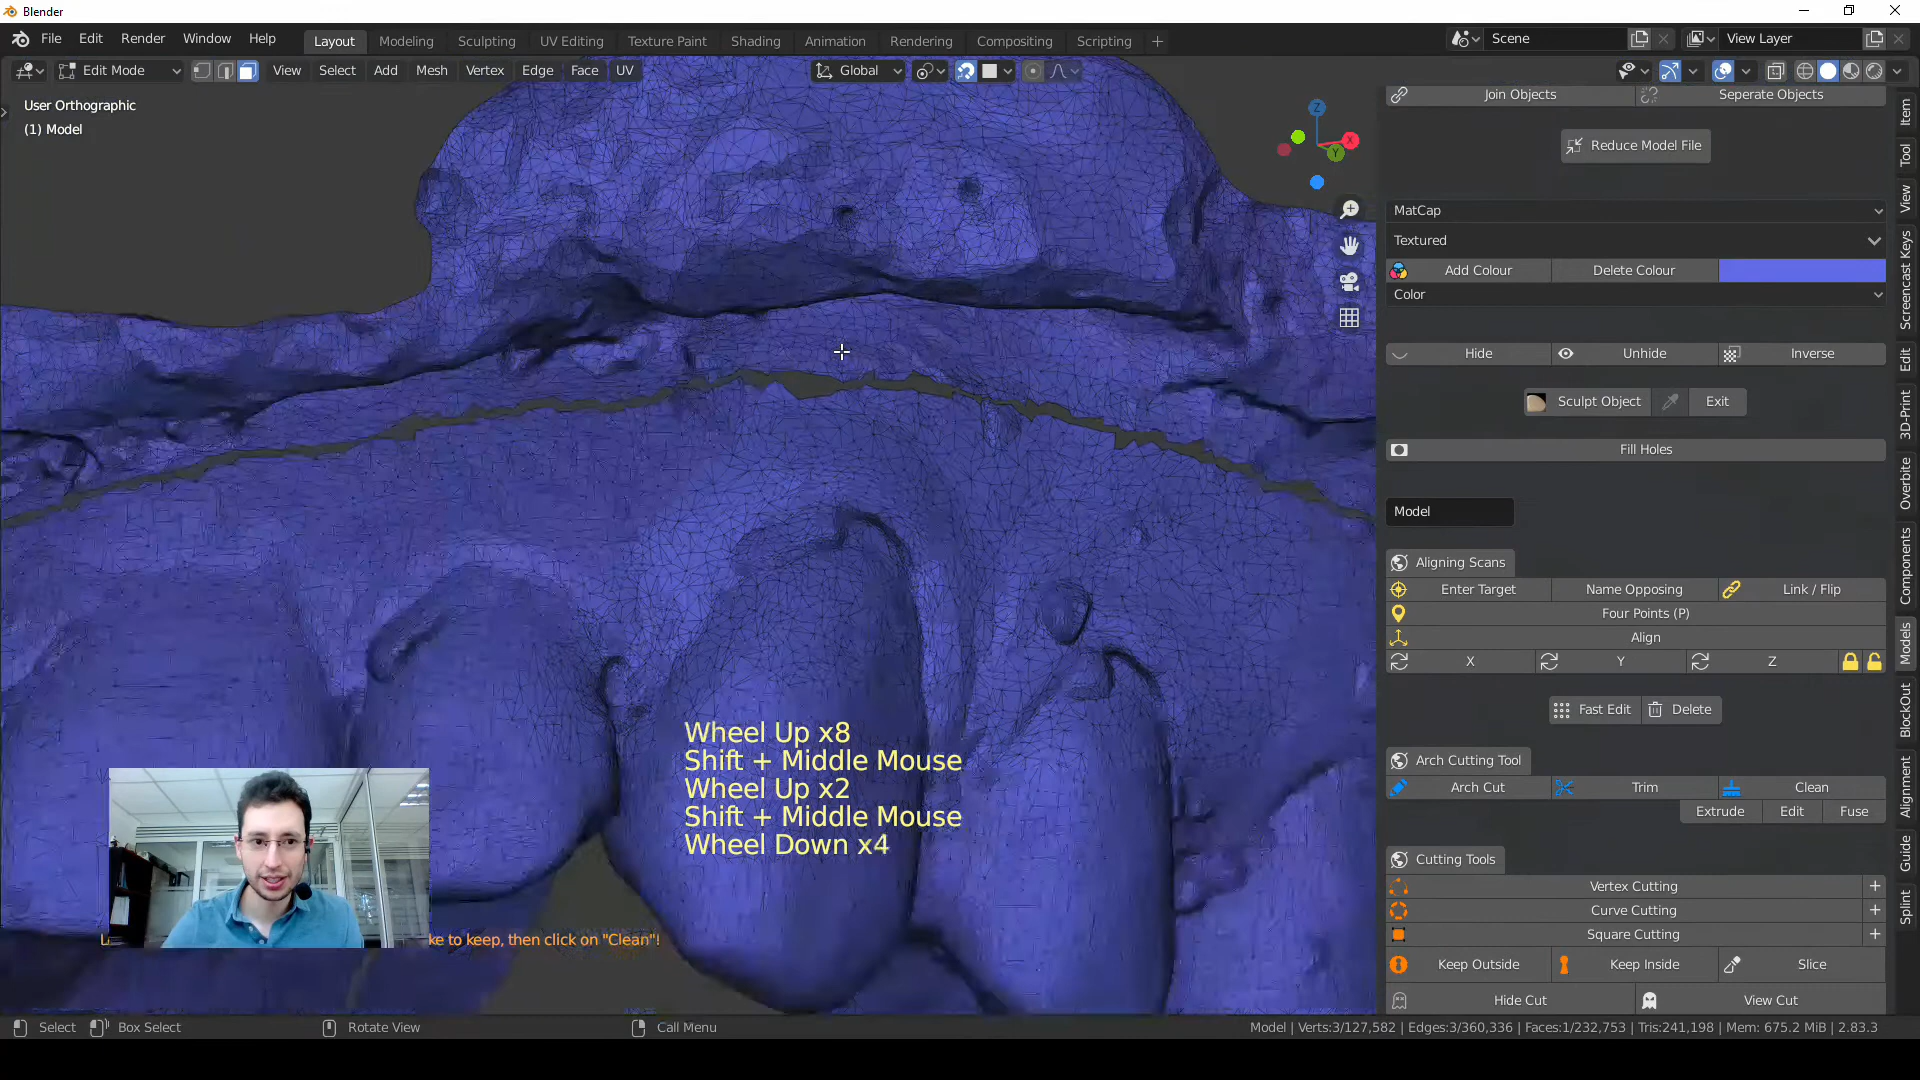 Blender
File Edit Render Window Help Layout Modeling Sculpting UV Editing Texture Paint Shading Animation Rendering Compositing Scripting + Scene View Layer
Edit Mode View Select Add Mesh Vertex Edge Face UV Global
User Orthographic
(1) Model
Z
X
Y
Join Objects Seperate Objects
Reduce Model File
MatCap
Textured
Add Colour Delete Colour
Color
Hide Unhide Inverse
Sculpt Object Exit
Fill Holes
Model
Aligning Scans
Enter Target Name Opposing Link / Flip
Four Points (P)
Align
X Y Z
Fast Edit Delete
Arch Cutting Tool
Arch Cut Trim Clean
Extrude Edit Fuse
Cutting Tools
Vertex Cutting +
Curve Cutting +
Square Cutting +
Keep Outside Keep Inside Slice
Hide Cut View Cut
Item
Tool
View
Screencast Keys
Edit
3D-Print
Overbite
Components
Models
BlockOut
Alignment
Guide
Splint
Wheel Up x8
Shift + Middle Mouse
Wheel Up x2
Shift + Middle Mouse
Wheel Down x4
ke to keep, then click on "Clean"!
Select Box Select Rotate View Call Menu Model | Verts:3/127,582 | Edges:3/360,336 | Faces:1/232,753 | Tris:241,198 | Mem: 675.2 MiB | 2.83.3